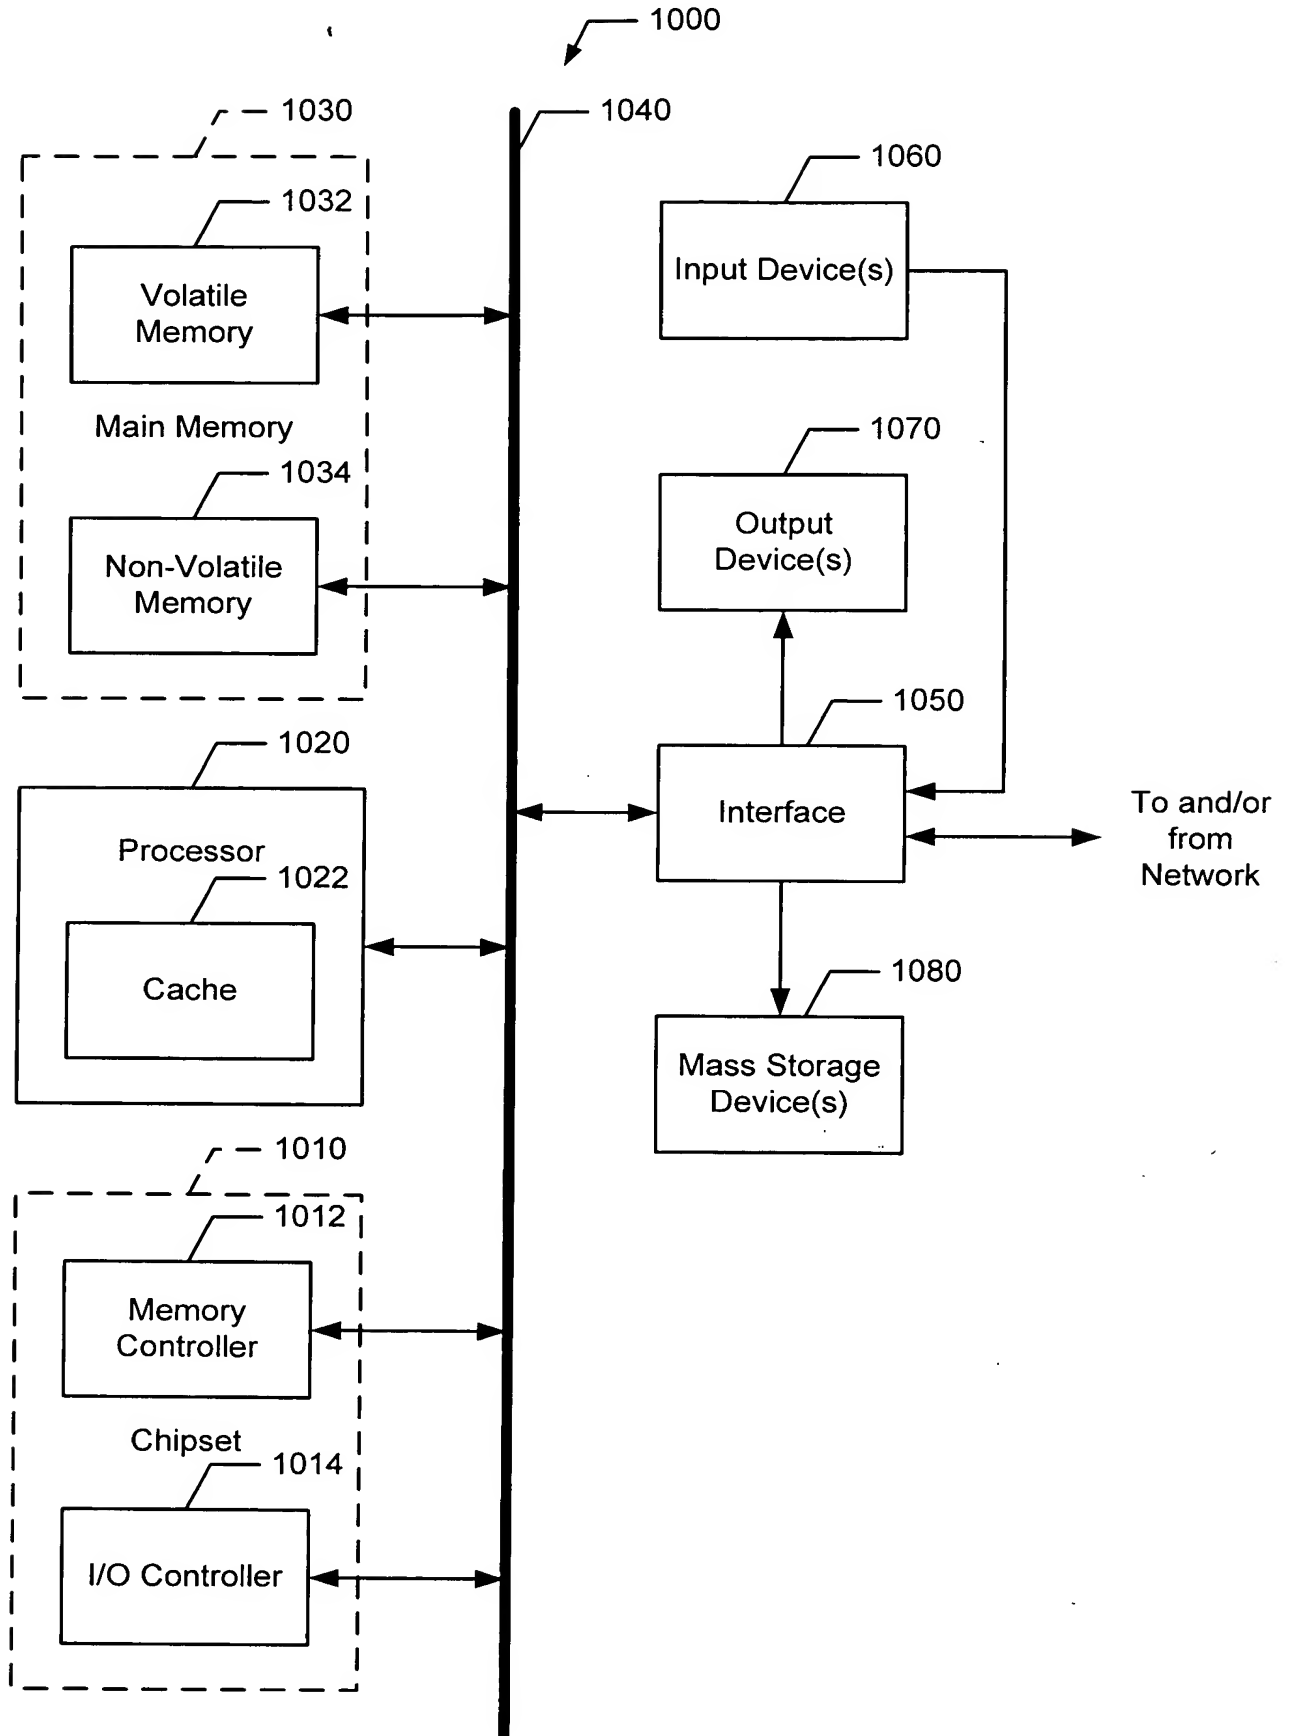 1000
1030
1040
1032
Volatile
Memory
Main Memory
1034
Non-Volatile
Memory
1020
Processor
1022
Cache
1010
1012
Memory
Controller
Chipset
1014
I/O Controller
1060
Input Device(s)
1070
Output
Device(s)
1050
Interface
To and/or
from
Network
1080
Mass Storage
Device(s)